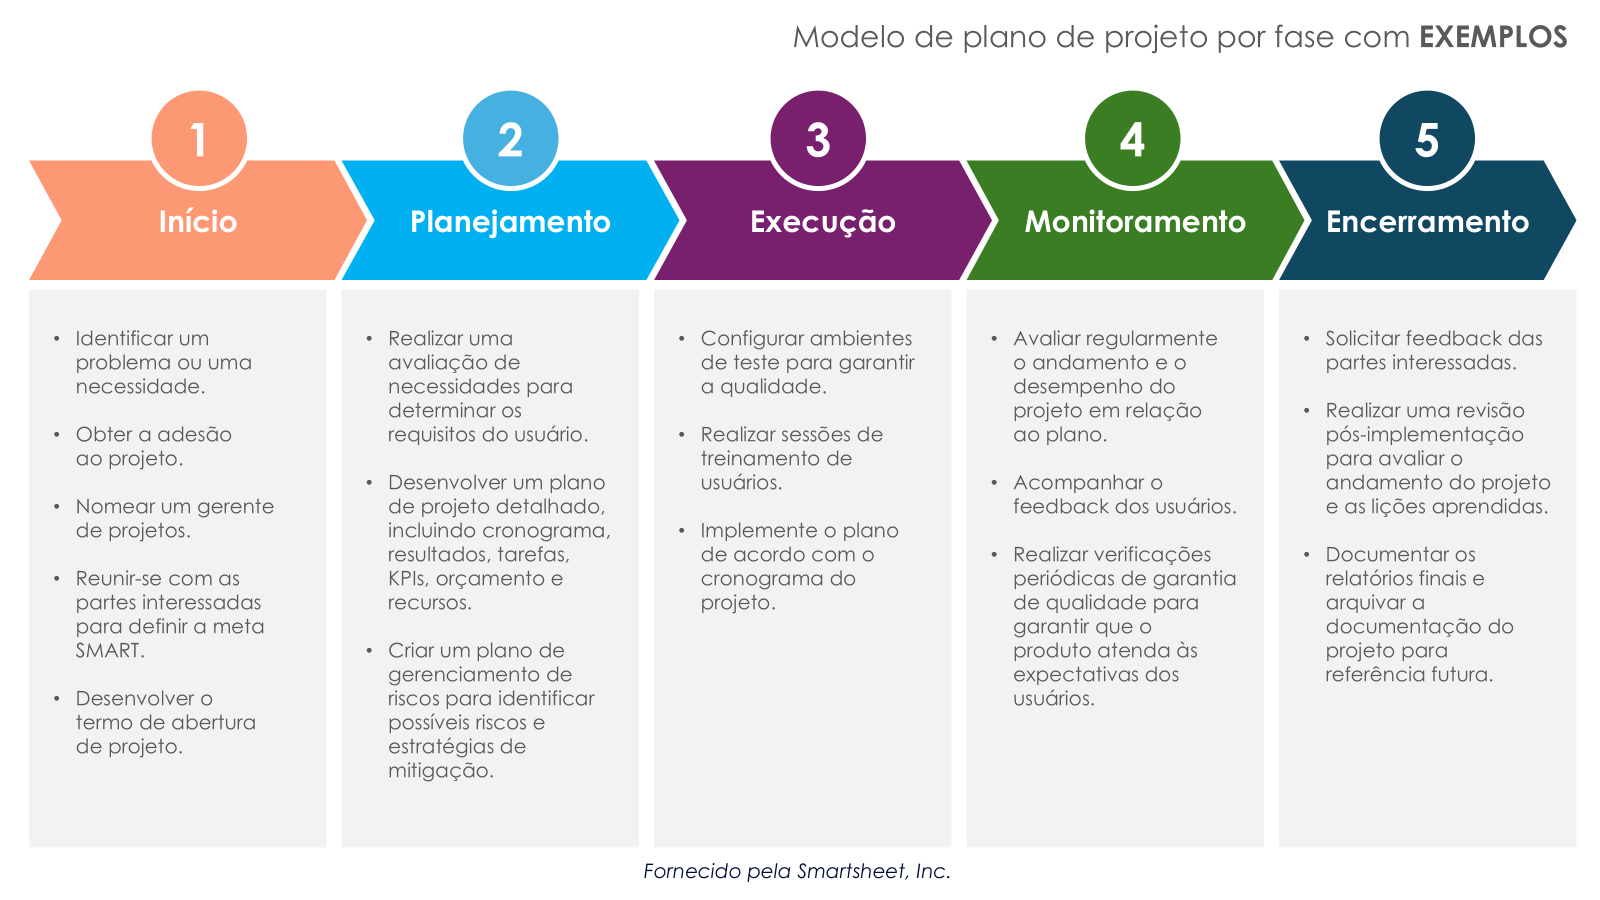 Modelo de plano de projeto por fase com EXEMPLOS
1
Início
• Identificar um
problema ou uma
necessidade.
• Obter a adesão
ao projeto.
• Nomear um gerente
de projetos.
• Reunir-se com as
partes interessadas
para definir a meta
SMART.
• Desenvolver o
termo de abertura
de projeto.
2
Planejamento
• Realizar uma
avaliação de
necessidades para
determinar os
requisitos do usuário.
• Desenvolver um plano
de projeto detalhado,
incluindo cronograma,
resultados, tarefas,
KPIs, orçamento e
recursos.
• Criar um plano de
gerenciamento de
riscos para identificar
possíveis riscos e
estratégias de
mitigação.
3
Execução
• Configurar ambientes
de teste para garantir
a qualidade.
• Realizar sessões de
treinamento de
usuários.
• Implemente o plano
de acordo com o
cronograma do
projeto.
4
Monitoramento
• Avaliar regularmente
o andamento e o
desempenho do
projeto em relação
ao plano.
• Acompanhar o
feedback dos usuários.
• Realizar verificações
periódicas de garantia
de qualidade para
garantir que o
produto atenda às
expectativas dos
usuários.
5
Encerramento
• Solicitar feedback das
partes interessadas.
• Realizar uma revisão
pós-implementação
para avaliar o
andamento do projeto
e as lições aprendidas.
• Documentar os
relatórios finais e
arquivar a
documentação do
projeto para
referência futura.
Fornecido pela Smartsheet, Inc.